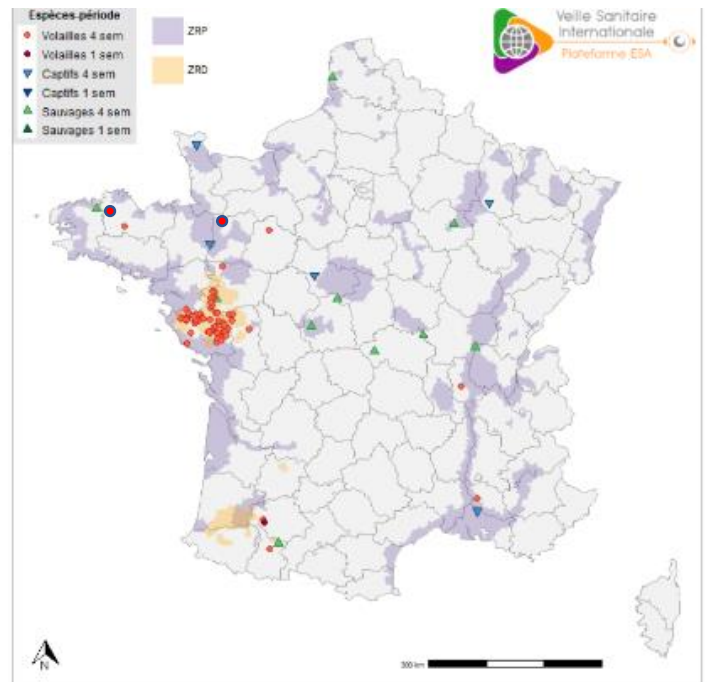 Espèces-période
Volailles 4 sem
Volailles 1 sem
Captifs 4 sem
Captifs 1 sem
Sauvages 4 sem
Sauvages 1 sem
ZRP
ZRD
Veille Sanitaire
Internationale
Plateforme ESA
N
300 km